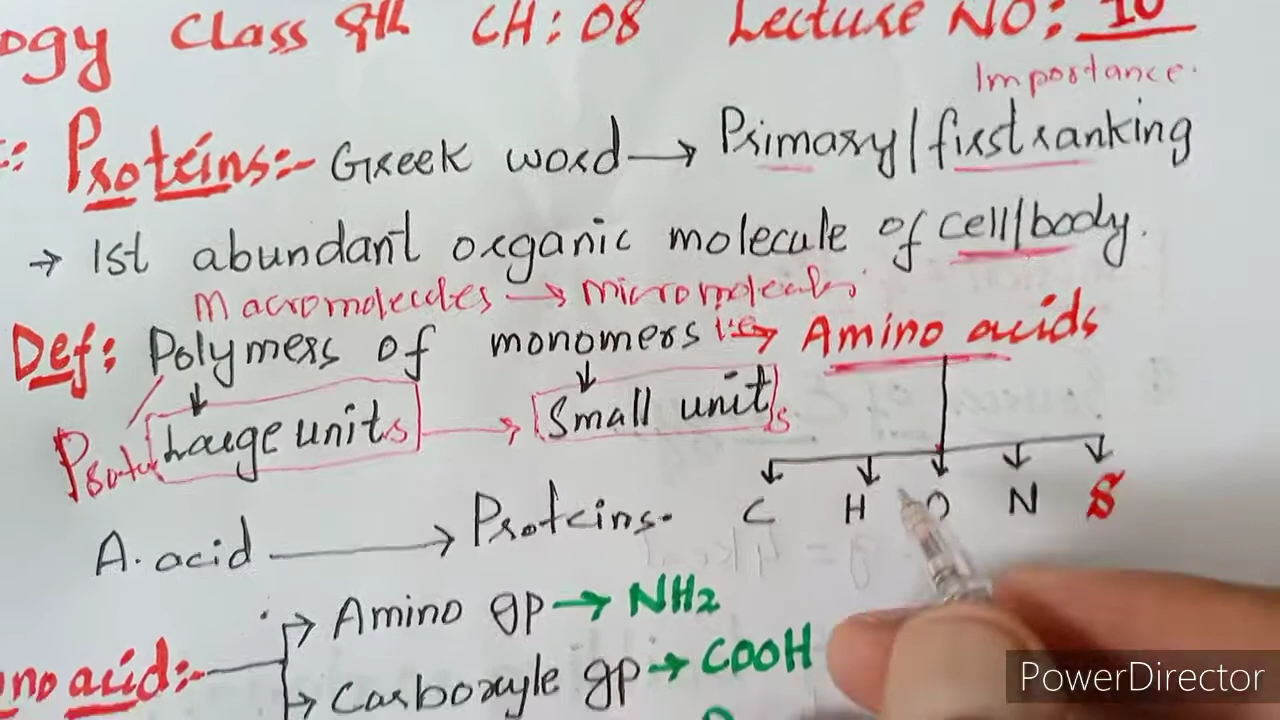 ogy Class 9th CH: 08 Lecture NO: 10
Importance.
:: Proteins:- Greek word → Primary/first ranking
→ 1st abundant organic molecule of cell/body.
Macromolecules → micromolecules
Def: Polymers of monomers i.e → Amino acids
Large units → Small units
C H O N S
A. acid → Proteins.
Amino gp → NH2
no acid:-
Carboxyle gp → COOH
PowerDirector